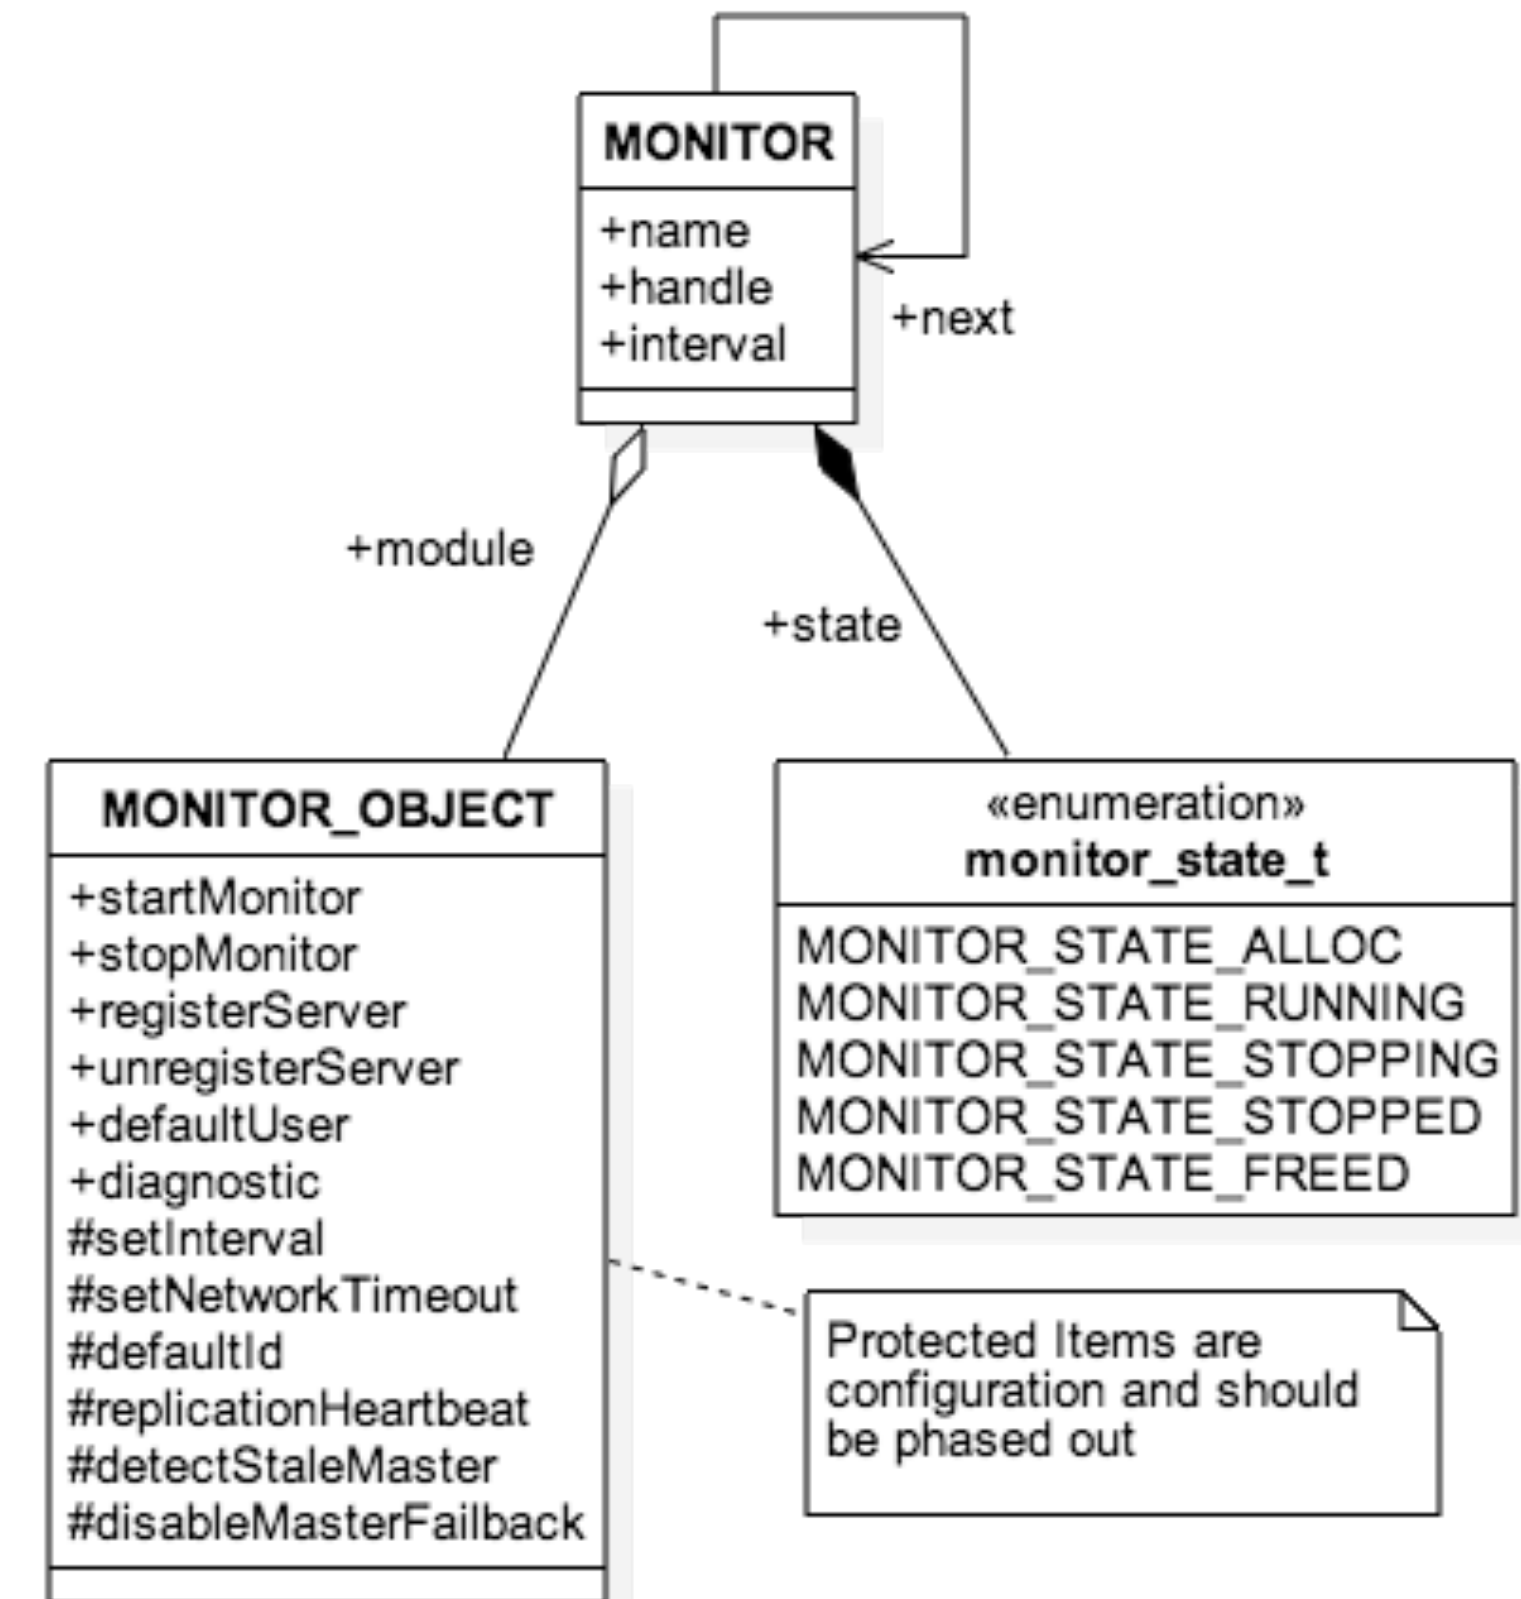 MONITOR
+name
+handle
+interval
+next
+module
+state
MONITOR_OBJECT
+startMonitor
+stopMonitor
+registerServer
+unregisterServer
+defaultUser
+diagnostic
#setInterval
#setNetworkTimeout
#defaultId
#replicationHeartbeat
#detectStaleMaster
#disableMasterFailback
«enumeration»
monitor_state_t
MONITOR_STATE_ALLOC
MONITOR_STATE_RUNNING
MONITOR_STATE_STOPPING
MONITOR_STATE_STOPPED
MONITOR_STATE_FREED
Protected Items are
configuration and should
be phased out